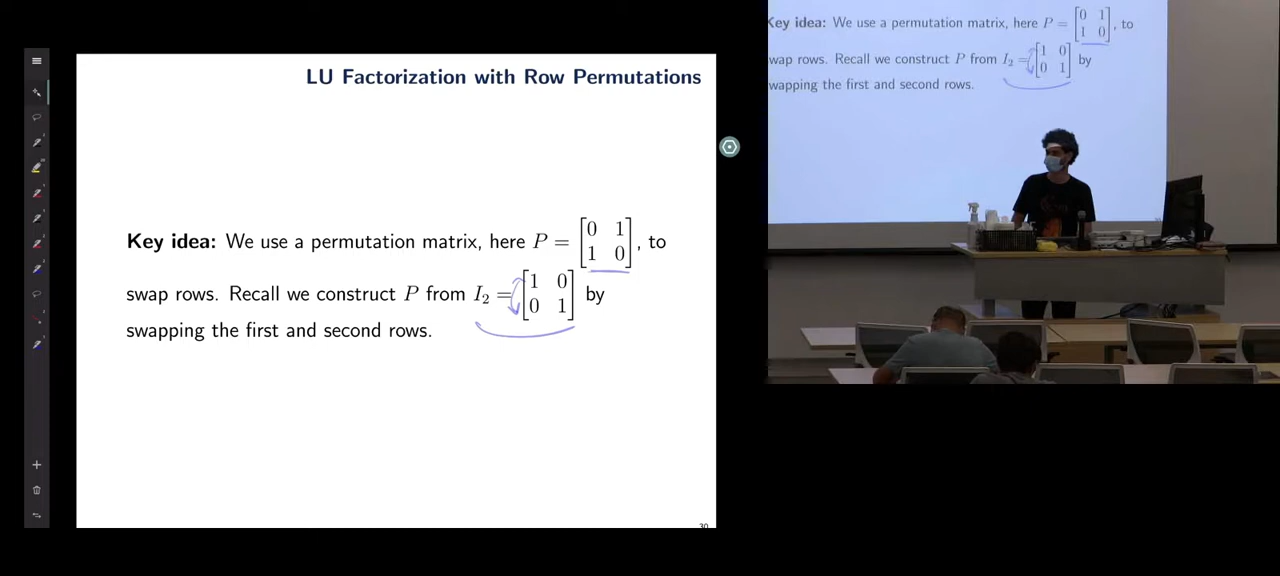 LU Factorization with Row Permutations
Key idea: We use a permutation matrix, here P = [0 1; 1 0], to
swap rows. Recall we construct P from I₂ = [1 0; 0 1] by
swapping the first and second rows.
30
Key idea: We use a permutation matrix, here P = [0 1; 1 0], to
wap rows. Recall we construct P from I₂ = [1 0; 0 1] by
wapping the first and second rows.